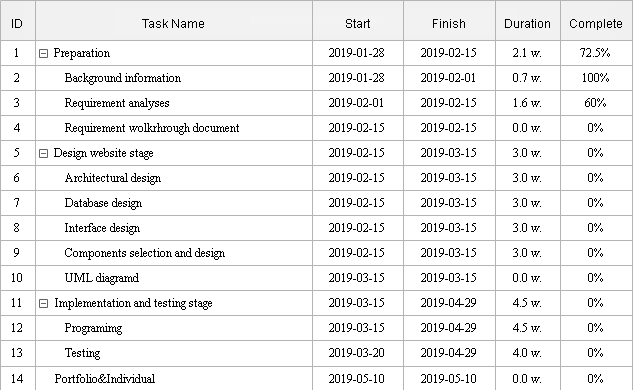 ID Task Name Start Finish Duration Complete
1 Preparation 2019-01-28 2019-02-15 2.1 w. 72.5%
2 Background information 2019-01-28 2019-02-01 0.7 w. 100%
3 Requirement analyses 2019-02-01 2019-02-15 1.6 w. 60%
4 Requirement wolkrhrough document 2019-02-15 2019-02-15 0.0 w. 0%
5 Design website stage 2019-02-15 2019-03-15 3.0 w. 0%
6 Architectural design 2019-02-15 2019-03-15 3.0 w. 0%
7 Database design 2019-02-15 2019-03-15 3.0 w. 0%
8 Interface design 2019-02-15 2019-03-15 3.0 w. 0%
9 Components selection and design 2019-02-15 2019-03-15 3.0 w. 0%
10 UML diagramd 2019-03-15 2019-03-15 0.0 w. 0%
11 Implementation and testing stage 2019-03-15 2019-04-29 4.5 w. 0%
12 Programimg 2019-03-15 2019-04-29 4.5 w. 0%
13 Testing 2019-03-20 2019-04-29 4.0 w. 0%
14 Portfolio&Individual 2019-05-10 2019-05-10 0.0 w. 0%